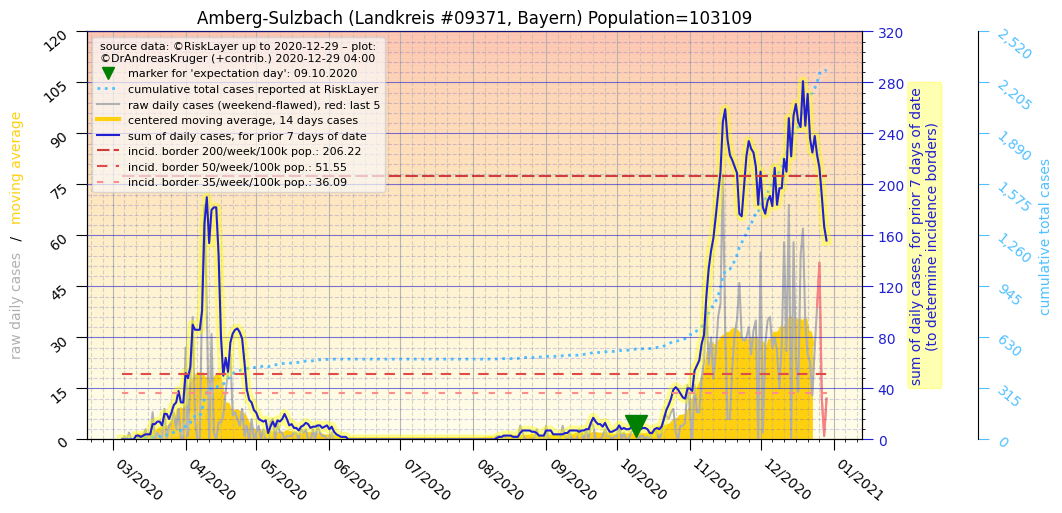 Amberg-Sulzbach (Landkreis #09371, Bayern) Population=103109
source data: ©RiskLayer up to 2020-12-29 – plot:
©DrAndreasKruger (+contrib.) 2020-12-29 04:00
marker for 'expectation day': 09.10.2020
cumulative total cases reported at RiskLayer
raw daily cases (weekend-flawed), red: last 5
centered moving average, 14 days cases
sum of daily cases, for prior 7 days of date
incid. border 200/week/100k pop.: 206.22
incid. border 50/week/100k pop.: 51.55
incid. border 35/week/100k pop.: 36.09
raw daily cases / moving average
120
105
90
75
60
45
30
15
0
03/2020
04/2020
05/2020
06/2020
07/2020
08/2020
09/2020
10/2020
11/2020
12/2020
01/2021
320
280
240
200
160
120
80
40
0
sum of daily cases, for prior 7 days of date
(to determine incidence borders)
2,520
2,205
1,890
1,575
1,260
945
630
315
0
cumulative total cases